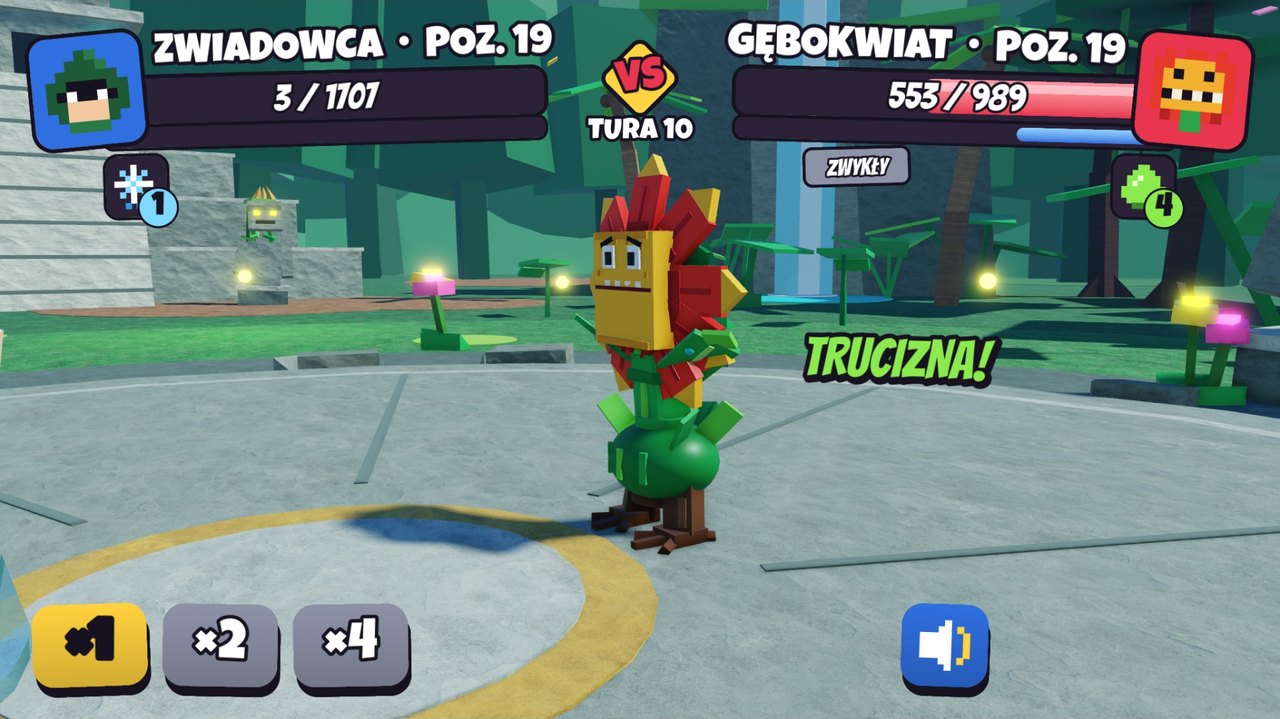 ZWIADOWCA • POZ. 19
3 / 1707
1
VS
TURA 10
GĘBOKWIAT • POZ. 19
553 / 989
ZWYKŁY
4
TRUCIZNA!
×1
×2
×4